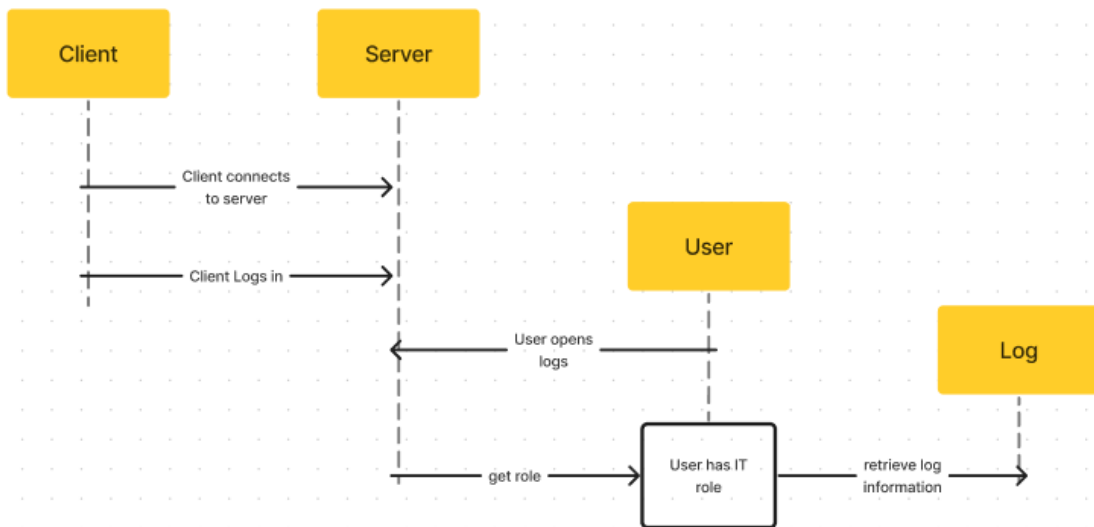 Client
Server
Client connects
to server
User
Client Logs in
User opens
logs
Log
get role
User has IT
role
retrieve log
information